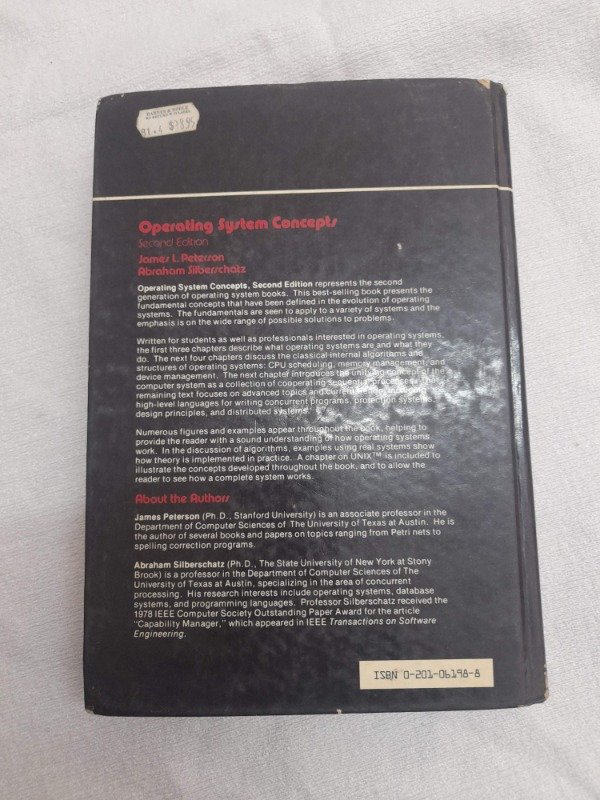 BARNES & NOBLE
81.4 $38.95
Operating System Concepts
Second Edition
James L. Peterson
Abraham Silberschatz
Operating System Concepts, Second Edition represents the second
generation of operating system books. This best-selling book presents the
fundamental concepts that have been defined in the evolution of operating
systems. The fundamentals are seen to apply to a variety of systems and the
emphasis is on the wide range of possible solutions to problems.
Written for students as well as professionals interested in operating systems,
the first three chapters describe what operating systems are and what they
do. The next four chapters discuss the classical internal algorithms and
structures of operating systems: CPU scheduling, memory management, and
device management. The next chapter introduces the unifying concept of the
computer system as a collection of cooperating sequential processes. The
remaining text focuses on advanced topics and current
high-level languages for writing concurrent programs, protection systems,
design principles, and distributed systems.
Numerous figures and examples appear throughout the book, helping to
provide the reader with a sound understanding of how operating systems
work. In the discussion of algorithms, examples using real systems show
how theory is implemented in practice. A chapter on UNIX™ is included to
illustrate the concepts developed throughout the book, and to allow the
reader to see how a complete system works.
About the Authors
James Peterson (Ph.D., Stanford University) is an associate professor in the
Department of Computer Sciences of The University of Texas at Austin. He is
the author of several books and papers on topics ranging from Petri nets to
spelling correction programs.
Abraham Silberschatz (Ph.D., The State University of New York at Stony
Brook) is a professor in the Department of Computer Sciences of The
University of Texas at Austin, specializing in the area of concurrent
processing. His research interests include operating systems, database
systems, and programming languages. Professor Silberschatz received the
1978 IEEE Computer Society Outstanding Paper Award for the article
"Capability Manager," which appeared in IEEE Transactions on Software
Engineering.
ISBN 0-201-06198-8